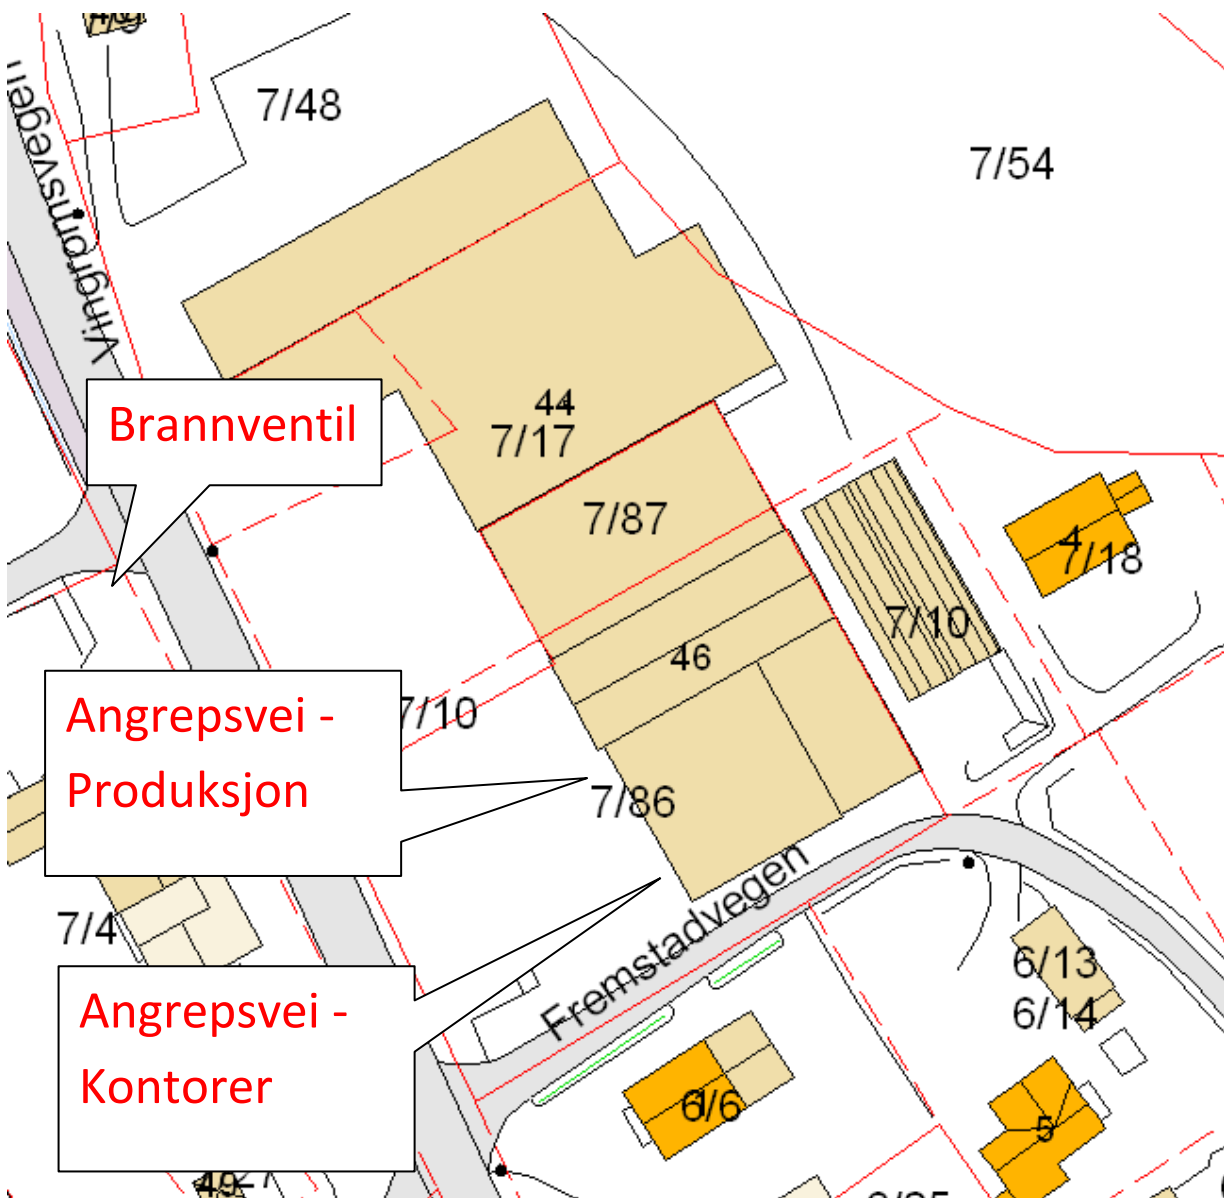 7/48
7/54
Vingromsvegen
Brannventil
44
7/17
7/87
4
7/18
7/10
46
Angrepsvei -
Produksjon
7/10
7/86
7/4
Fremstadvegen
6/13
6/14
Angrepsvei -
Kontorer
6/6
5
49